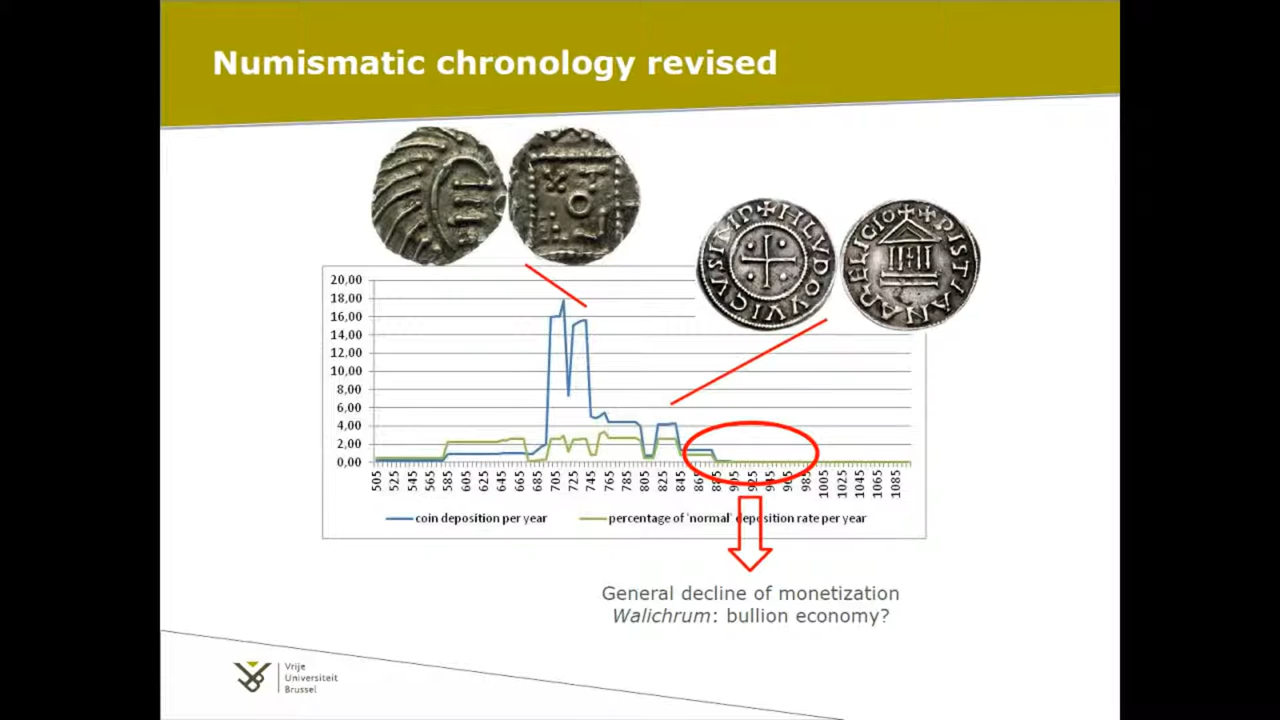 Numismatic chronology revised
HLVDOVVICVSIMP
PISTIANARELIGIO
20,00
18,00
16,00
14,00
12,00
10,00
8,00
6,00
4,00
2,00
0,00
505 525 545 565 585 605 625 645 665 685 705 725 745 765 785 805 825 845 865 885 905 925 945 965 985 1005 1025 1045 1065 1085
coin deposition per year
percentage of 'normal' deposition rate per year
General decline of monetization
Walichrum: bullion economy?
Vrije
Universiteit
Brussel